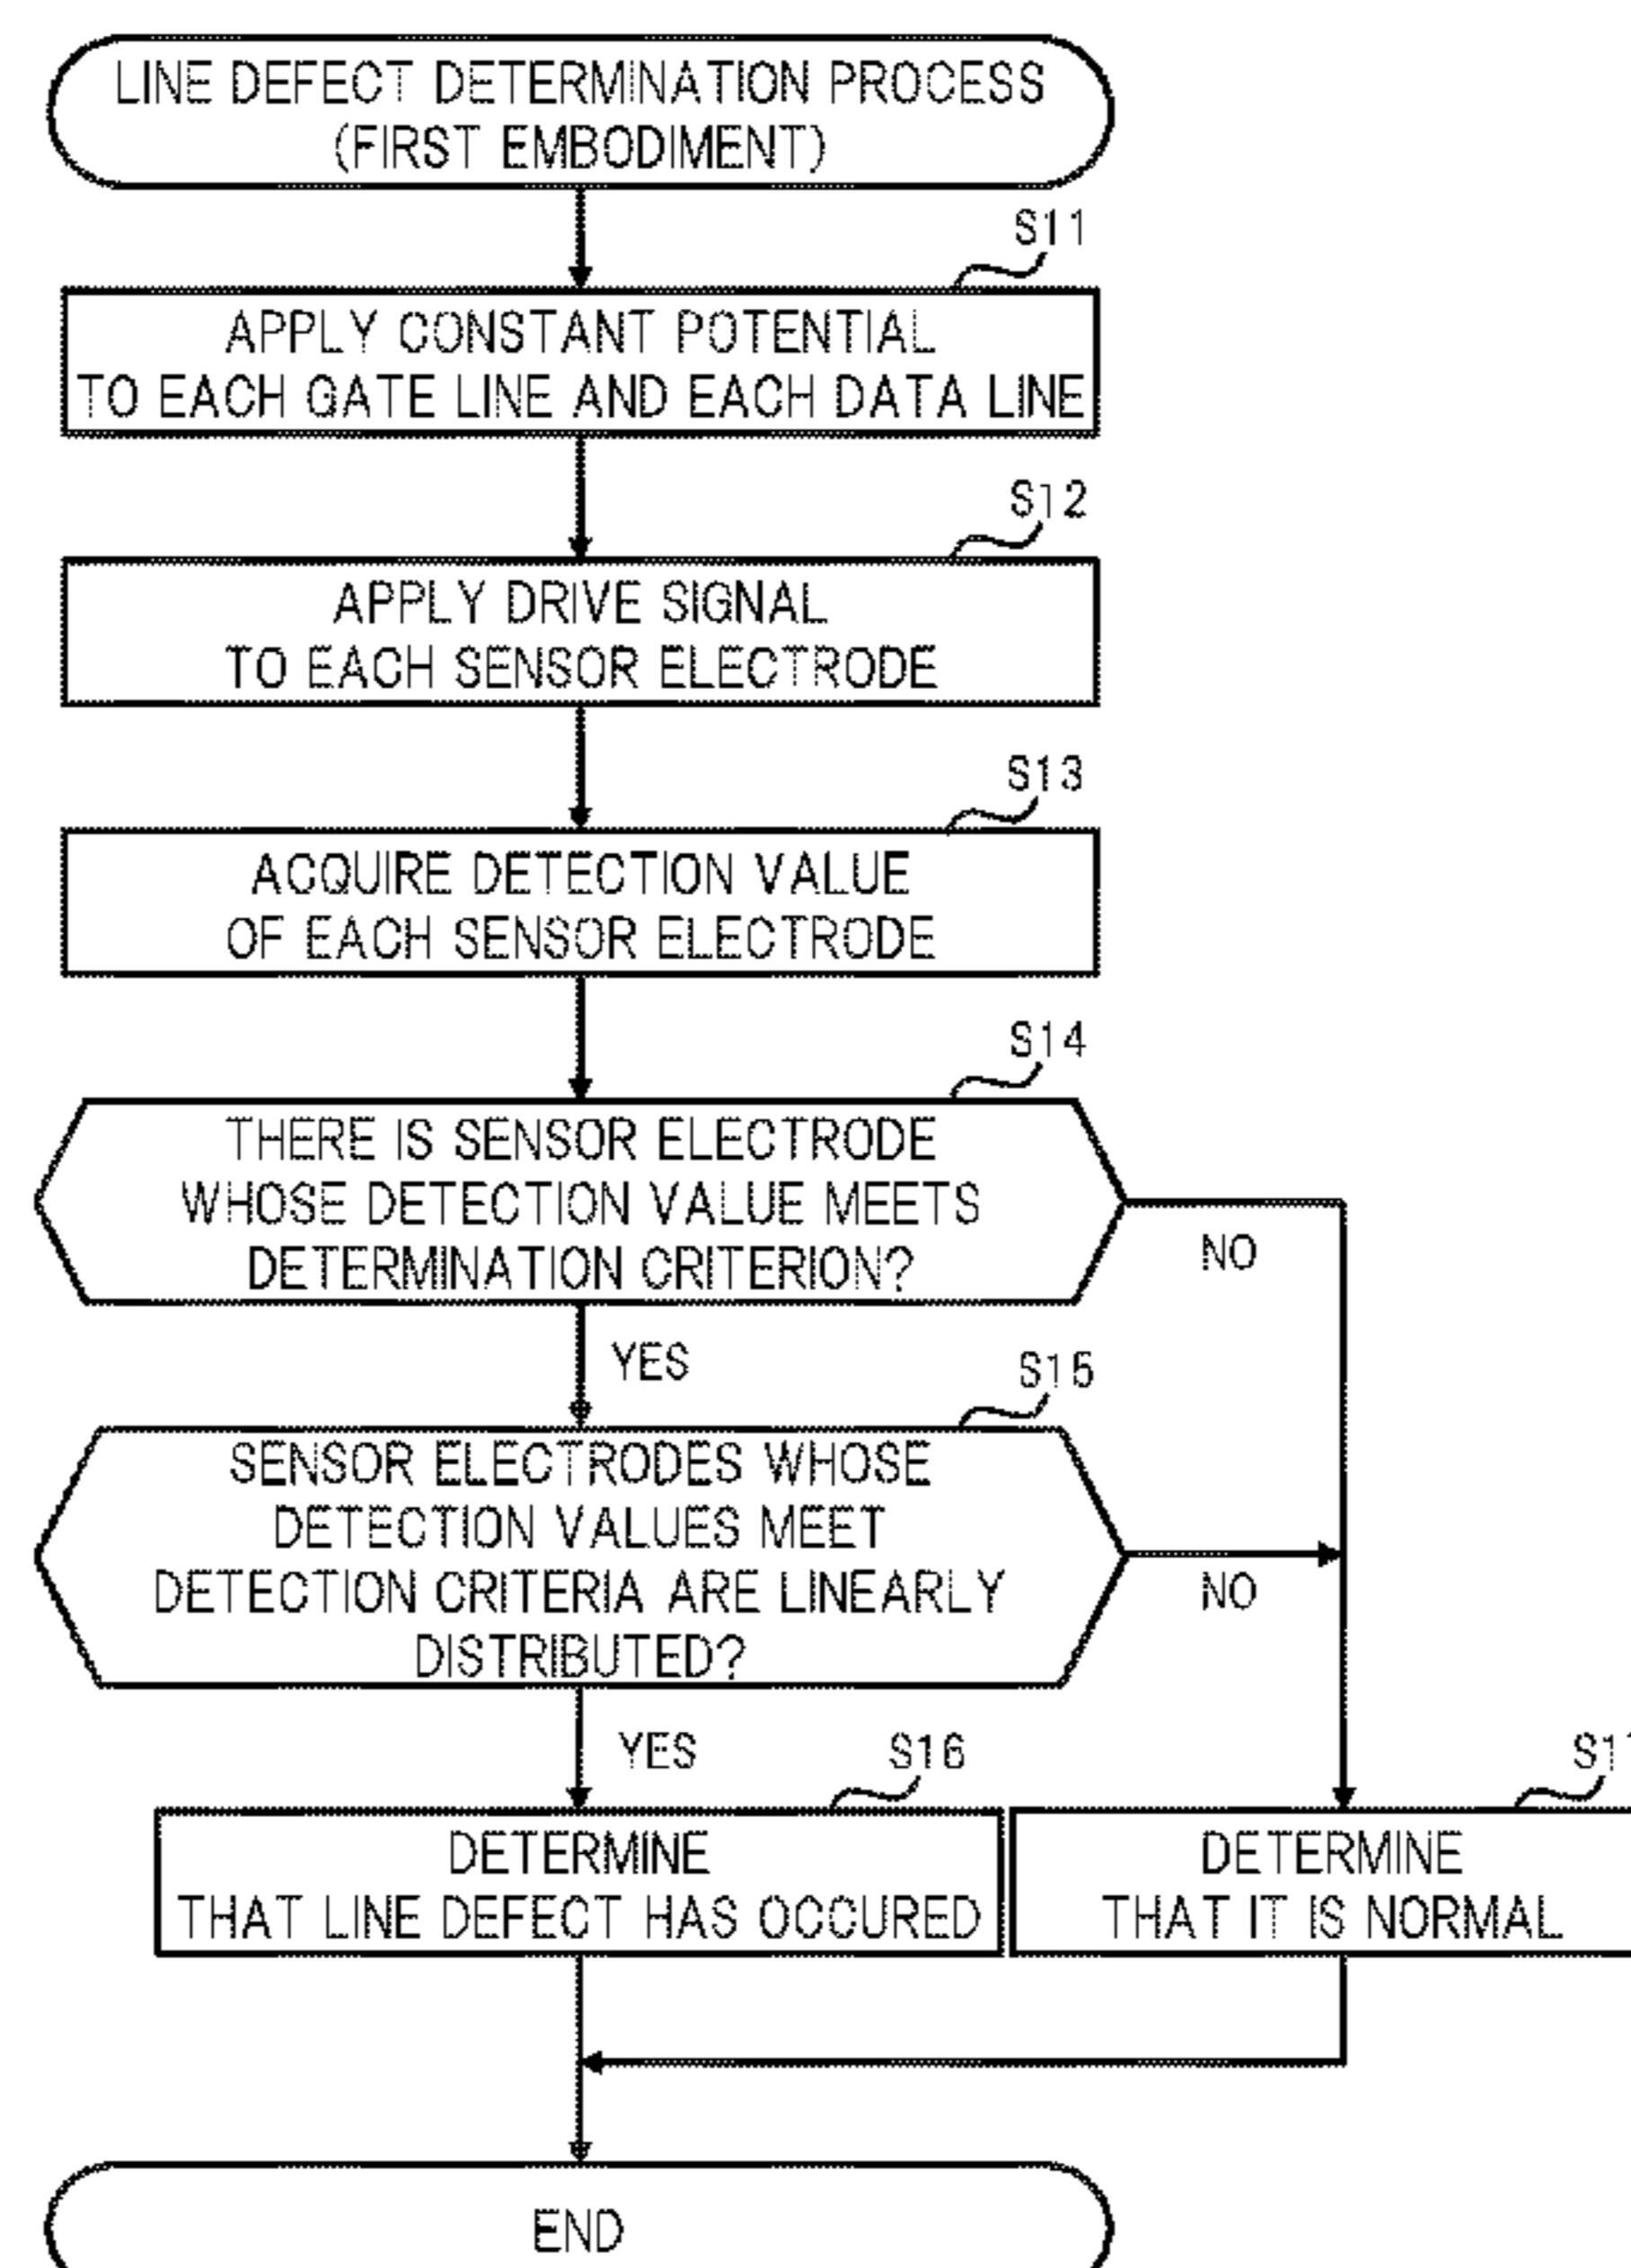 LINE DEFECT DETERMINATION PROCESS
(FIRST EMBODIMENT)
S11
APPLY CONSTANT POTENTIAL
TO EACH GATE LINE AND EACH DATA LINE
S12
APPLY DRIVE SIGNAL
TO EACH SENSOR ELECTRODE
S13
ACQUIRE DETECTION VALUE
OF EACH SENSOR ELECTRODE
S14
THERE IS SENSOR ELECTRODE
WHOSE DETECTION VALUE MEETS
DETERMINATION CRITERION?
NO
YES
S15
SENSOR ELECTRODES WHOSE
DETECTION VALUES MEET
DETECTION CRITERIA ARE LINEARLY
DISTRIBUTED?
NO
YES
S16
DETERMINE
THAT LINE DEFECT HAS OCCURED
DETERMINE
THAT IT IS NORMAL
END